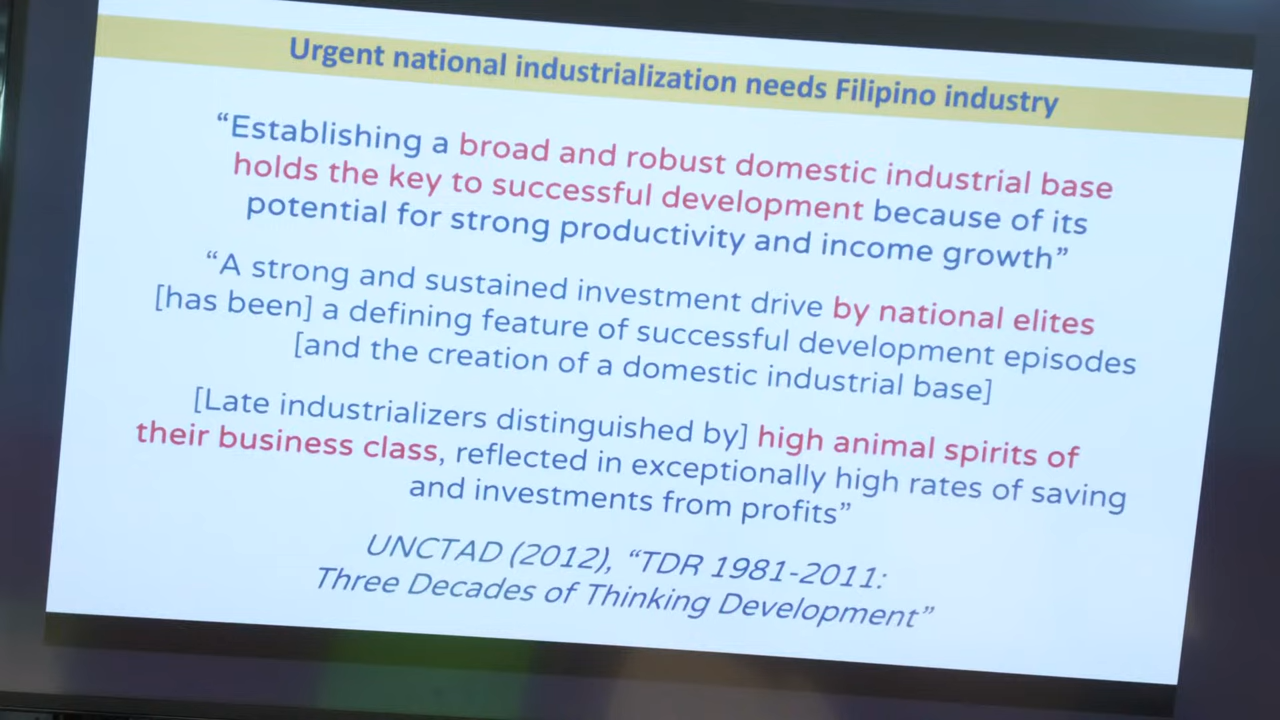 Urgent national industrialization needs Filipino industry
“Establishing a broad and robust domestic industrial base
holds the key to successful development because of its
potential for strong productivity and income growth”
“A strong and sustained investment drive by national elites
[has been] a defining feature of successful development episodes
[and the creation of a domestic industrial base]
[Late industrializers distinguished by] high animal spirits of
their business class, reflected in exceptionally high rates of saving
and investments from profits”
UNCTAD (2012), “TDR 1981-2011:
Three Decades of Thinking Development”